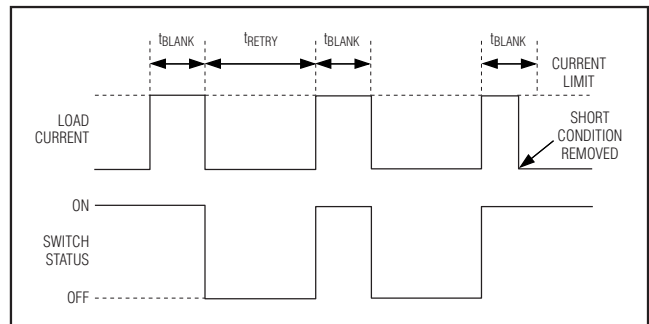 tBLANK
tRETRY
tBLANK
tBLANK
CURRENT
LIMIT
LOAD
CURRENT
SHORT
CONDITION
REMOVED
ON
SWITCH
STATUS
OFF